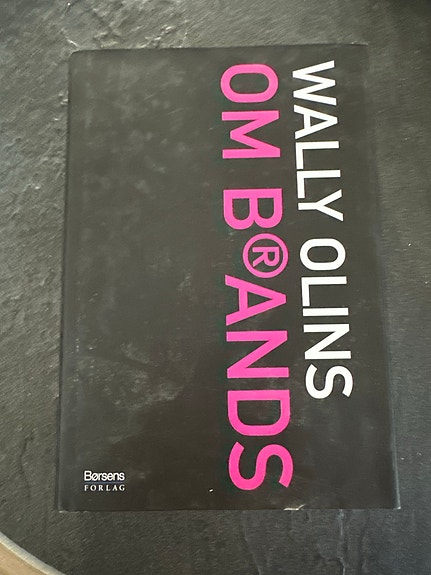 WALLY OLINS
OM B®ANDS
Børsens
FORLAG